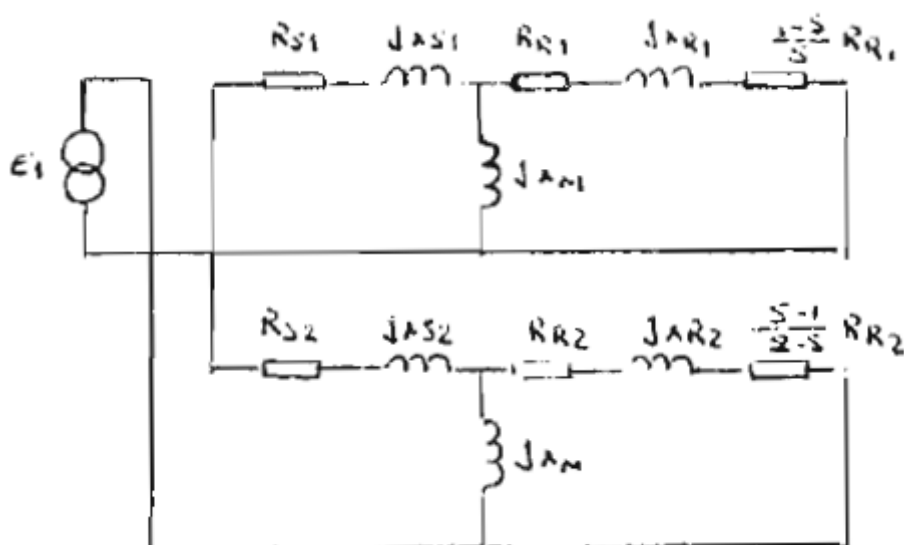 RS1 JXS1 RR1 JXR1 1-S/S RR1
E1
JXM1
RS2 JXS2 RR2 JXR2 S-1/2-S RR2
JXM